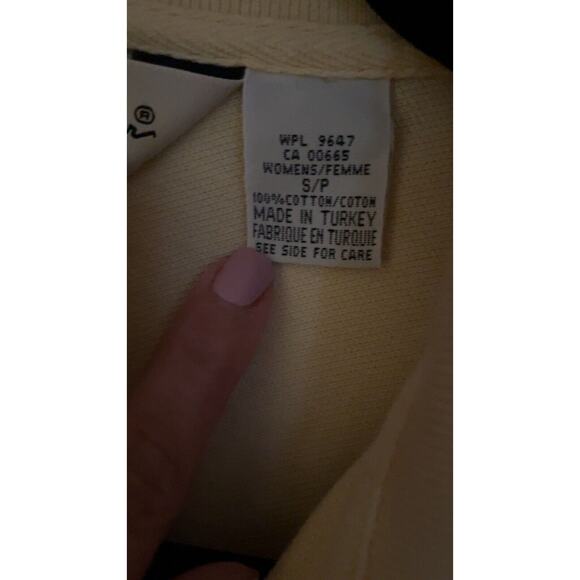 ®
WPL 9647
CA 00665
WOMENS/FEMME
S/P
100%COTTON/COTON
MADE IN TURKEY
FABRIQUE EN TURQUIE
SEE SIDE FOR CARE